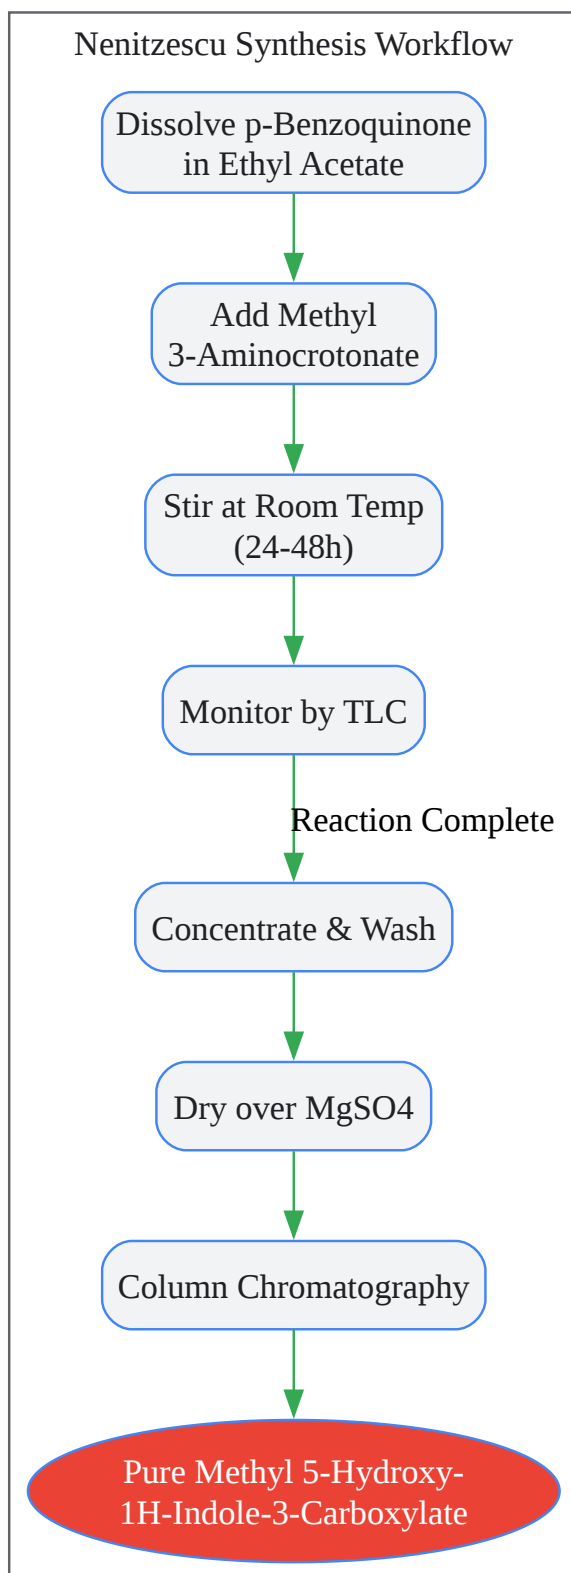 Nenitzescu Synthesis Workflow
Dissolve p-Benzoquinone
in Ethyl Acetate
Add Methyl
3-Aminocrotonate
Stir at Room Temp
(24-48h)
Monitor by TLC
Reaction Complete
Concentrate & Wash
Dry over MgSO4
Column Chromatography
Pure Methyl 5-Hydroxy-
1H-Indole-3-Carboxylate